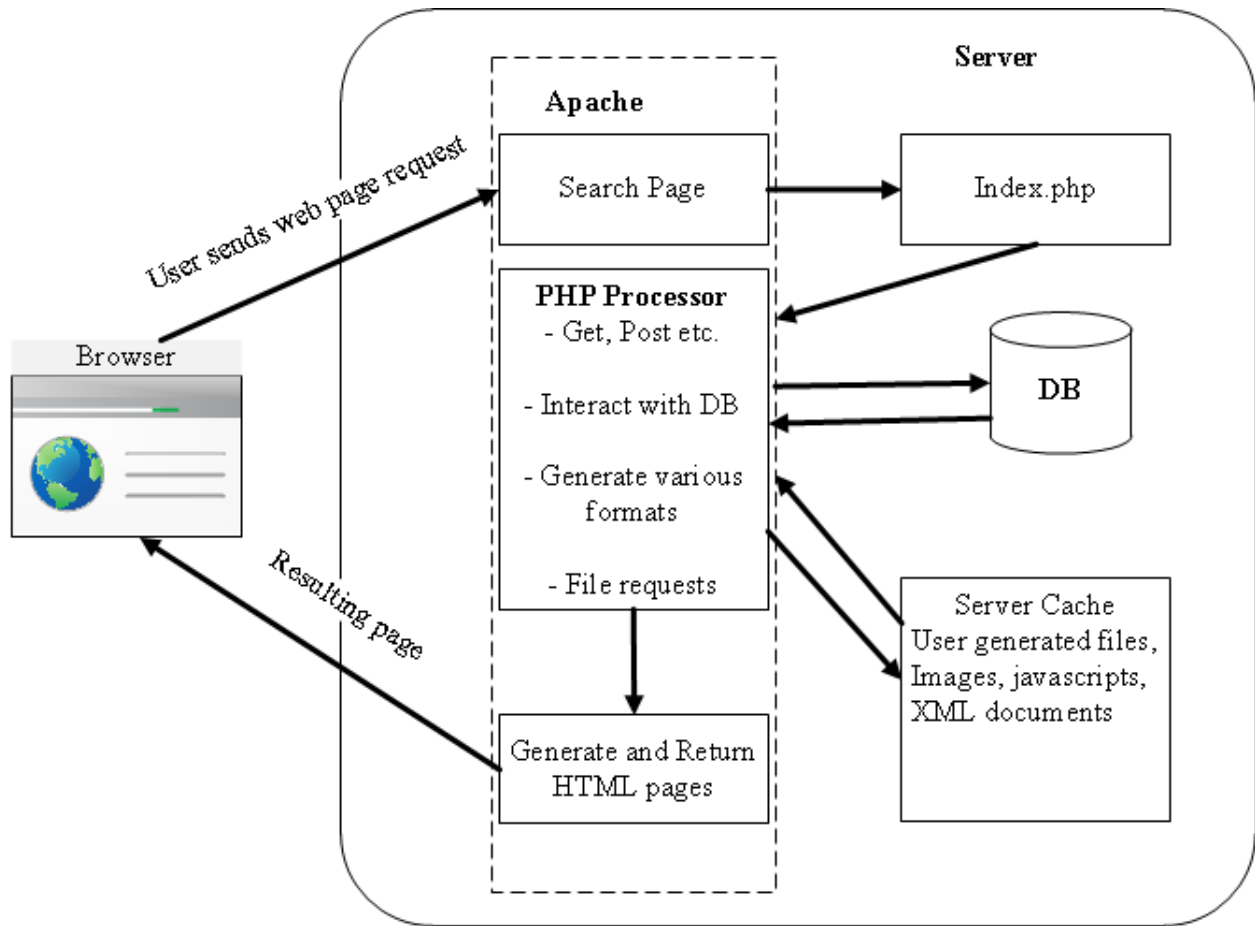 Server
Apache
User sends web page request
Search Page
Index.php
Browser
PHP Processor
- Get, Post etc.
- Interact with DB
- Generate various
formats
- File requests
DB
Resulting page
Server Cache
User generated files,
Images, javascripts,
XML documents
Generate and Return
HTML pages